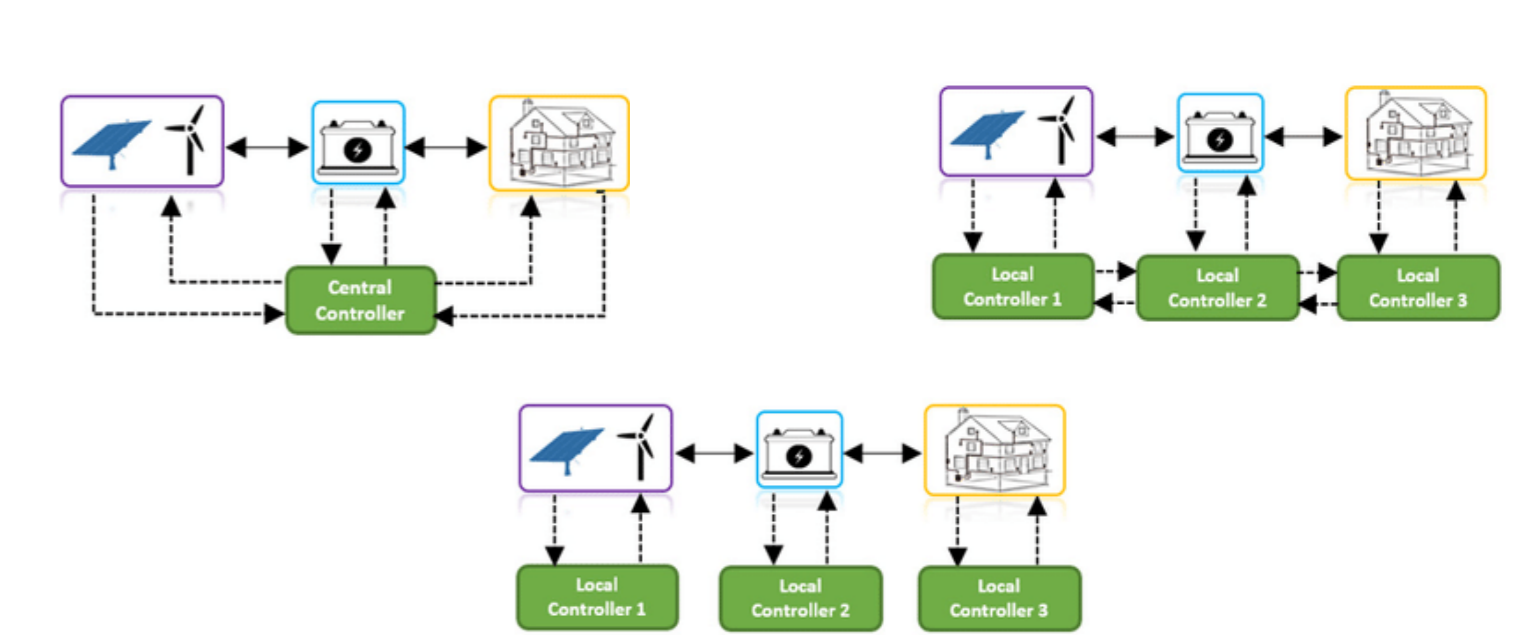 Central
Controller
Local
Controller 1
Local
Controller 2
Local
Controller 3
Local
Controller 1
Local
Controller 2
Local
Controller 3